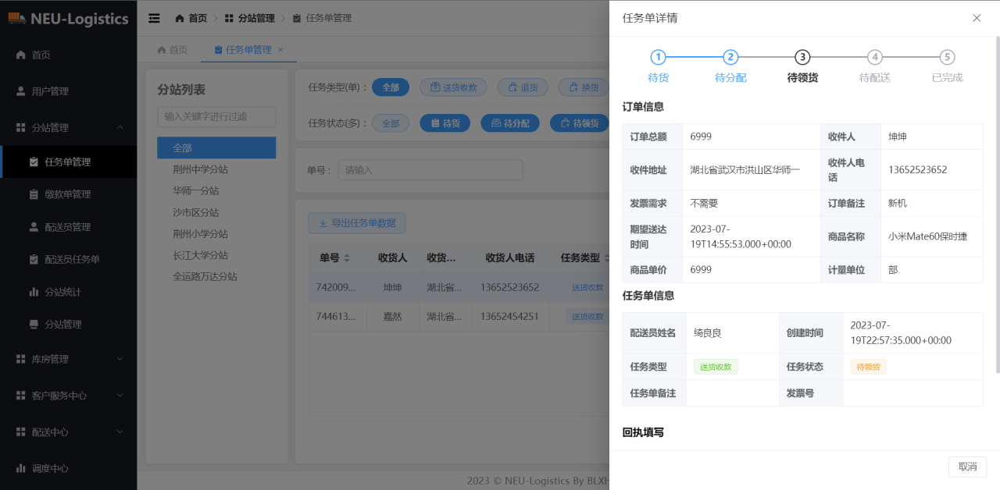 NEU-Logistics
首页
用户管理
分站管理
任务单管理
缴款单管理
配送员管理
配送员任务单
分站统计
分站管理
库房管理
客户服务中心
配送中心
调度中心
首页 > 分站管理 > 任务单管理
首页 任务单管理 ×
分站列表
输入关键字进行过滤
全部
荆州中学分站
华师一分站
沙市区分站
荆州小学分站
长江大学分站
全运路万达分站
任务类型(单)： 全部 送货收款 退货 换货
任务状态(多)： 全部 待货 待分配 待领货
单号： 请输入
导出任务单数据
单号 收货人 收货... 收货人电话 任务类型
742009... 坤坤 湖北省... 13652523652 送货收款
744613... 嘉然 湖北省... 13652454251 送货收款
2023 © NEU-Logistics By BLXH
任务单详情
1 2 3 4 5
待货 待分配 待领货 待配送 已完成
订单信息
订单总额 6999 收件人 坤坤
收件地址 湖北省武汉市洪山区华师一 收件人电话 13652523652
发票需求 不需要 订单备注 新机
期望送达时间 2023-07-19T14:55:53.000+00:00 商品名称 小米Mate60保时捷
商品单价 6999 计量单位 部
任务单信息
配送员姓名 绮良良 创建时间 2023-07-19T22:57:35.000+00:00
任务类型 送货收款 任务状态 待领货
任务单备注 发票号
回执填写
取消